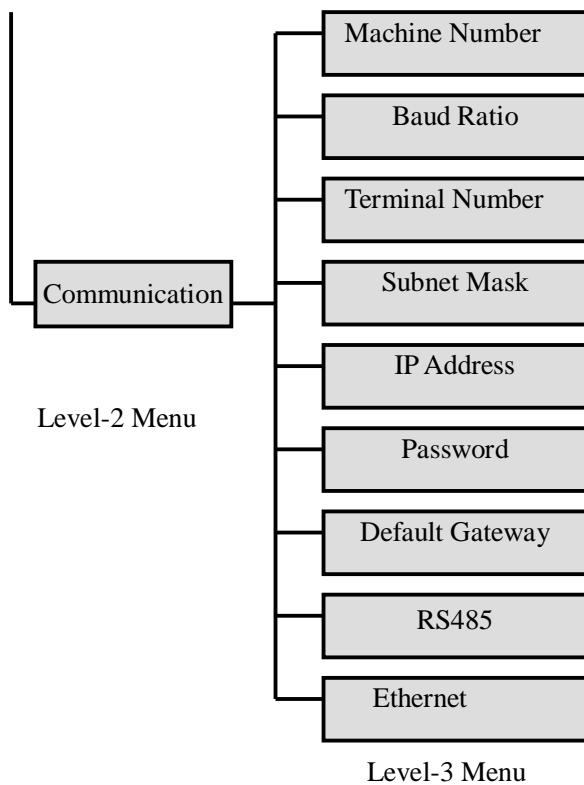 Machine Number
Baud Ratio
Terminal Number
Subnet Mask
Communication
IP Address
Level-2 Menu
Password
Default Gateway
RS485
Ethernet
Level-3 Menu